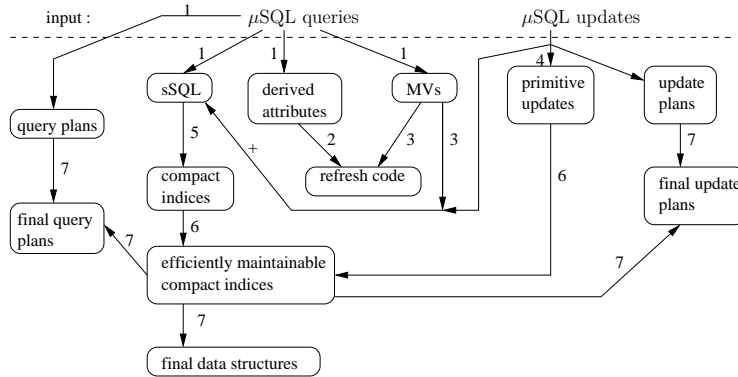 input :
1
μSQL queries
μSQL updates
1
1
1
4
sSQL
derived
attributes
MVs
primitive
updates
update
plans
query plans
5
+
2
3
3
7
7
6
compact
indices
refresh code
final update
plans
final query
plans
6
7
efficiently maintainable
compact indices
7
7
final data structures